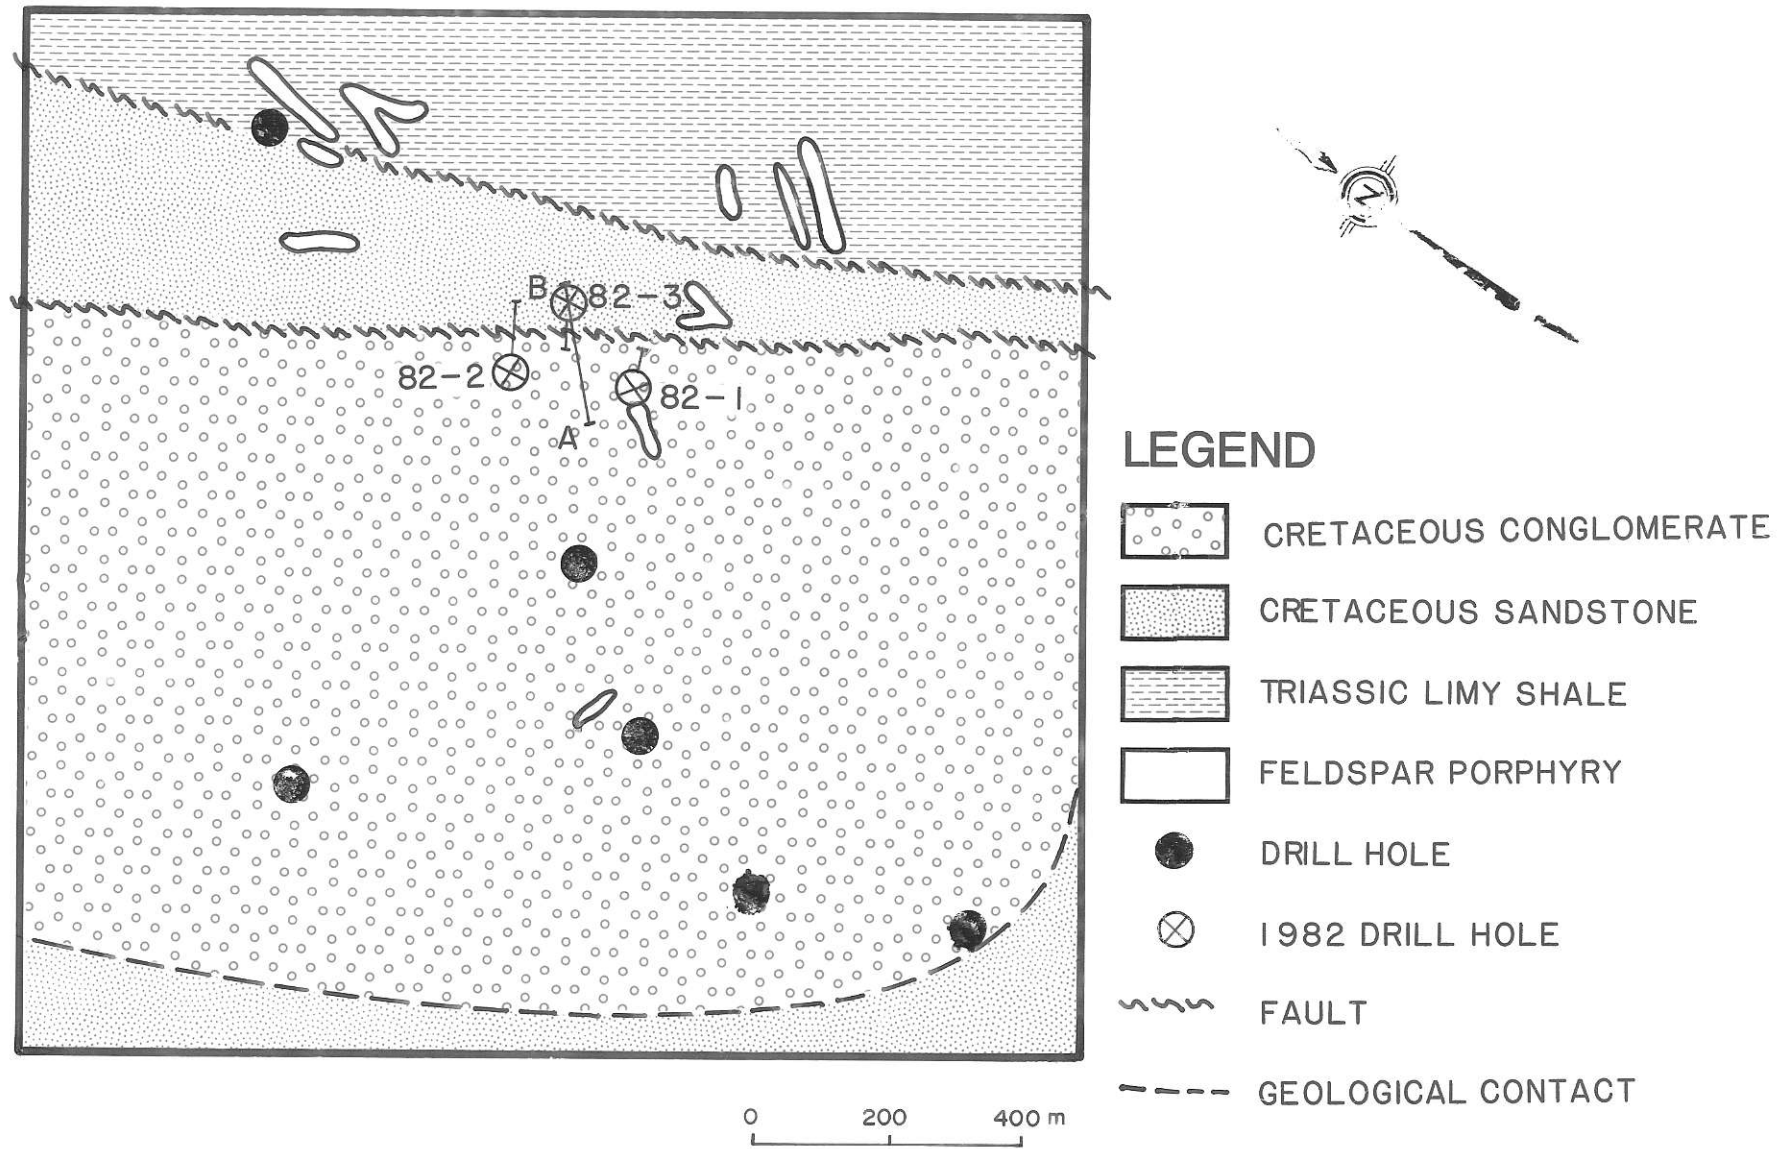 B
82-3
82-2
82-1
A
N
LEGEND
CRETACEOUS CONGLOMERATE
CRETACEOUS SANDSTONE
TRIASSIC LIMY SHALE
FELDSPAR PORPHYRY
DRILL HOLE
1982 DRILL HOLE
FAULT
GEOLOGICAL CONTACT
0 200 400 m